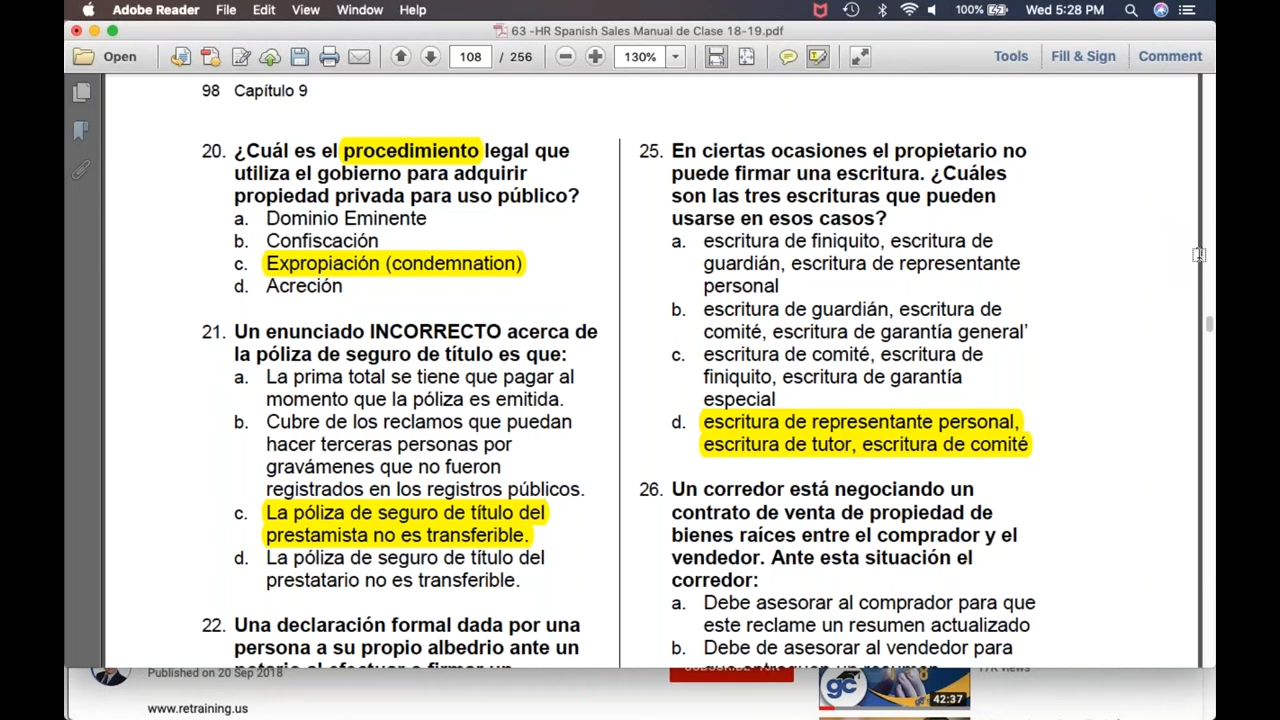 Adobe Reader File Edit View Window Help 100% Wed 5:28 PM
63 -HR Spanish Sales Manual de Clase 18-19.pdf
Open 108 / 256 130% Tools Fill & Sign Comment
98 Capítulo 9
20. ¿Cuál es el procedimiento legal que
utiliza el gobierno para adquirir
propiedad privada para uso público?
a. Dominio Eminente
b. Confiscación
c. Expropiación (condemnation)
d. Acreción
21. Un enunciado INCORRECTO acerca de
la póliza de seguro de título es que:
a. La prima total se tiene que pagar al
momento que la póliza es emitida.
b. Cubre de los reclamos que puedan
hacer terceras personas por
gravámenes que no fueron
registrados en los registros públicos.
c. La póliza de seguro de título del
prestamista no es transferible.
d. La póliza de seguro de título del
prestatario no es transferible.
22. Una declaración formal dada por una
persona a su propio albedrio ante un
25. En ciertas ocasiones el propietario no
puede firmar una escritura. ¿Cuáles
son las tres escrituras que pueden
usarse en esos casos?
a. escritura de finiquito, escritura de
guardián, escritura de representante
personal
b. escritura de guardián, escritura de
comité, escritura de garantía general’
c. escritura de comité, escritura de
finiquito, escritura de garantía
especial
d. escritura de representante personal,
escritura de tutor, escritura de comité
26. Un corredor está negociando un
contrato de venta de propiedad de
bienes raíces entre el comprador y el
vendedor. Ante esta situación el
corredor:
a. Debe asesorar al comprador para que
este reclame un resumen actualizado
b. Debe de asesorar al vendedor para
Published on 20 Sep 2018
www.retraining.us
gc
42:37
views